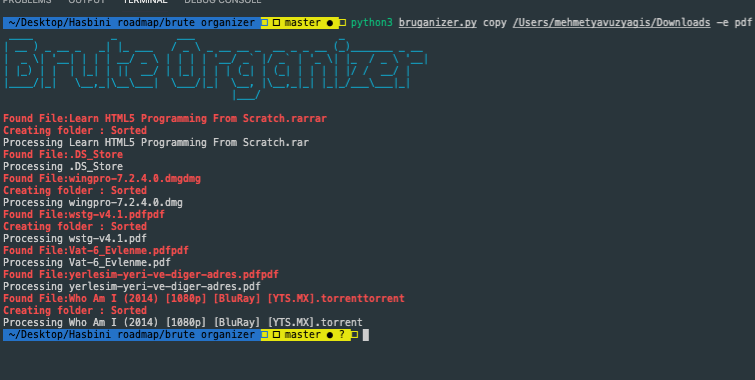 PROBLEMS OUTPUT TERMINAL DEBUG CONSOLE
~/Desktop/Hasbini roadmap/brute organizer master ● python3 bruganizer.py copy /Users/mehmetyavuzyagis/Downloads -e pdf
Brute Organizer
Found File:Learn HTML5 Programming From Scratch.rarrar
Creating folder : Sorted
Processing Learn HTML5 Programming From Scratch.rar
Found File:.DS_Store
Processing .DS_Store
Found File:wingpro-7.2.4.0.dmgdmg
Creating folder : Sorted
Processing wingpro-7.2.4.0.dmg
Found File:wstg-v4.1.pdfpdf
Creating folder : Sorted
Processing wstg-v4.1.pdf
Found File:Vat-6_Evlenme.pdfpdf
Processing Vat-6_Evlenme.pdf
Found File:yerlesim-yeri-ve-diger-adres.pdfpdf
Processing yerlesim-yeri-ve-diger-adres.pdf
Found File:Who Am I (2014) [1080p] [BluRay] [YTS.MX].torrenttorrent
Creating folder : Sorted
Processing Who Am I (2014) [1080p] [BluRay] [YTS.MX].torrent
~/Desktop/Hasbini roadmap/brute organizer master ● ?